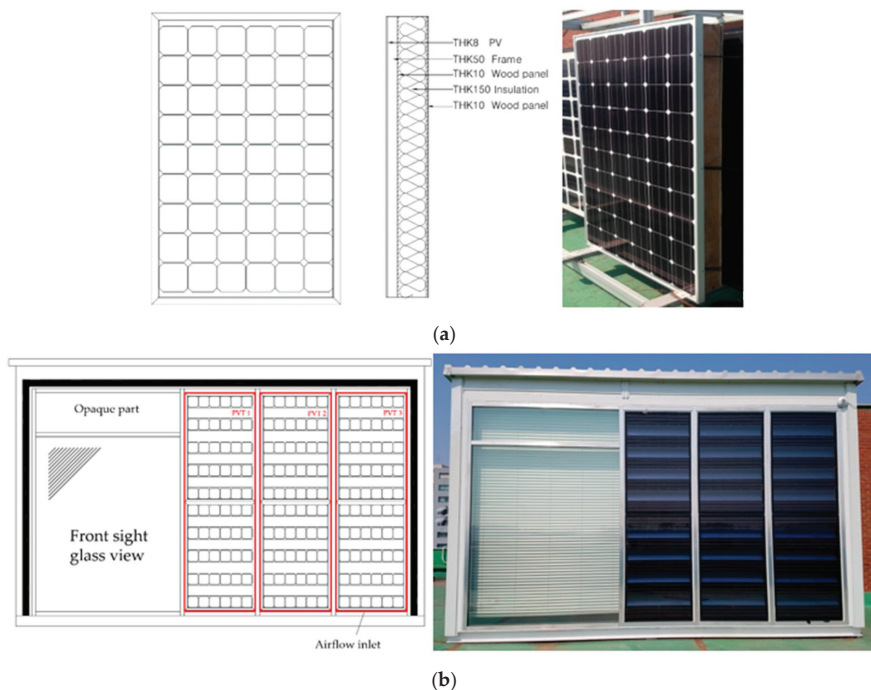 THK8 PV
THK50 Frame
THK10 Wood panel
THK150 Insulation
THK10 Wood panel
(a)
Opaque part
PVT 1
PVT 2
PVT 3
Front sight
glass view
Airflow inlet
(b)